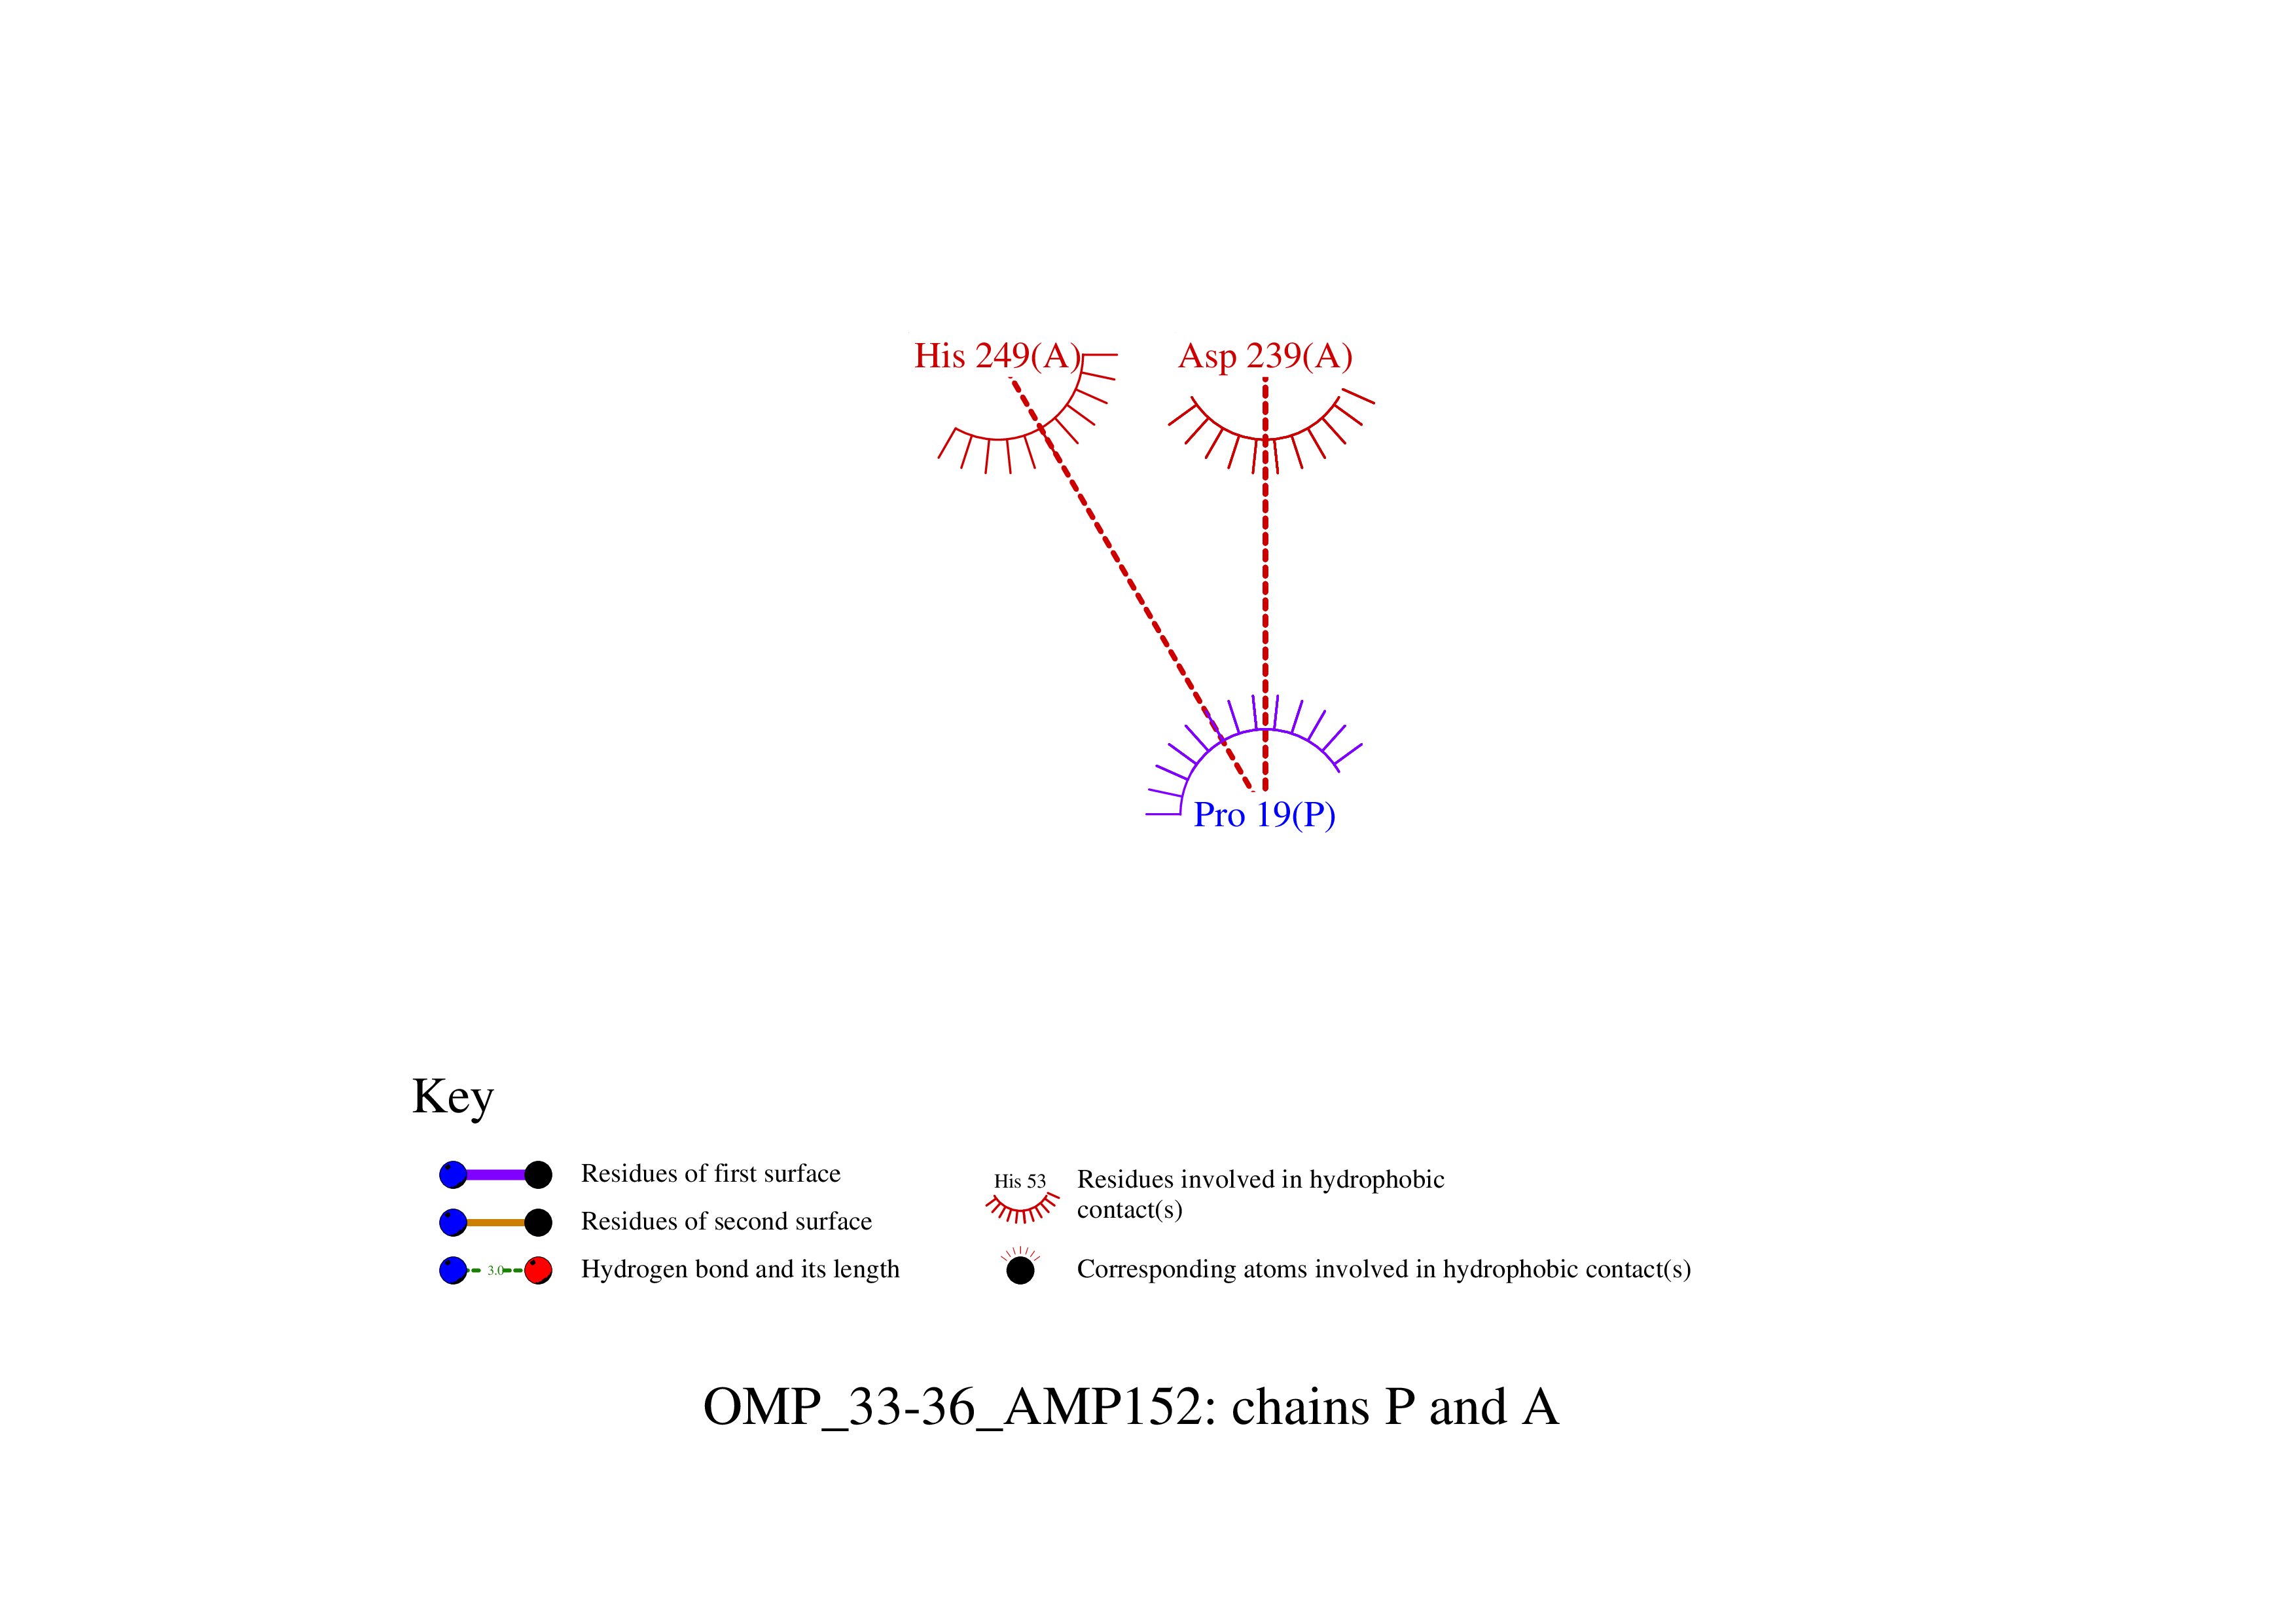 His 249(A)
Asp 239(A)
Pro 19(P)
Key
Residues of first surface
Residues of second surface
3.0
Hydrogen bond and its length
His 53
Residues involved in hydrophobic
contact(s)
Corresponding atoms involved in hydrophobic contact(s)
OMP_33-36_AMP152: chains P and A